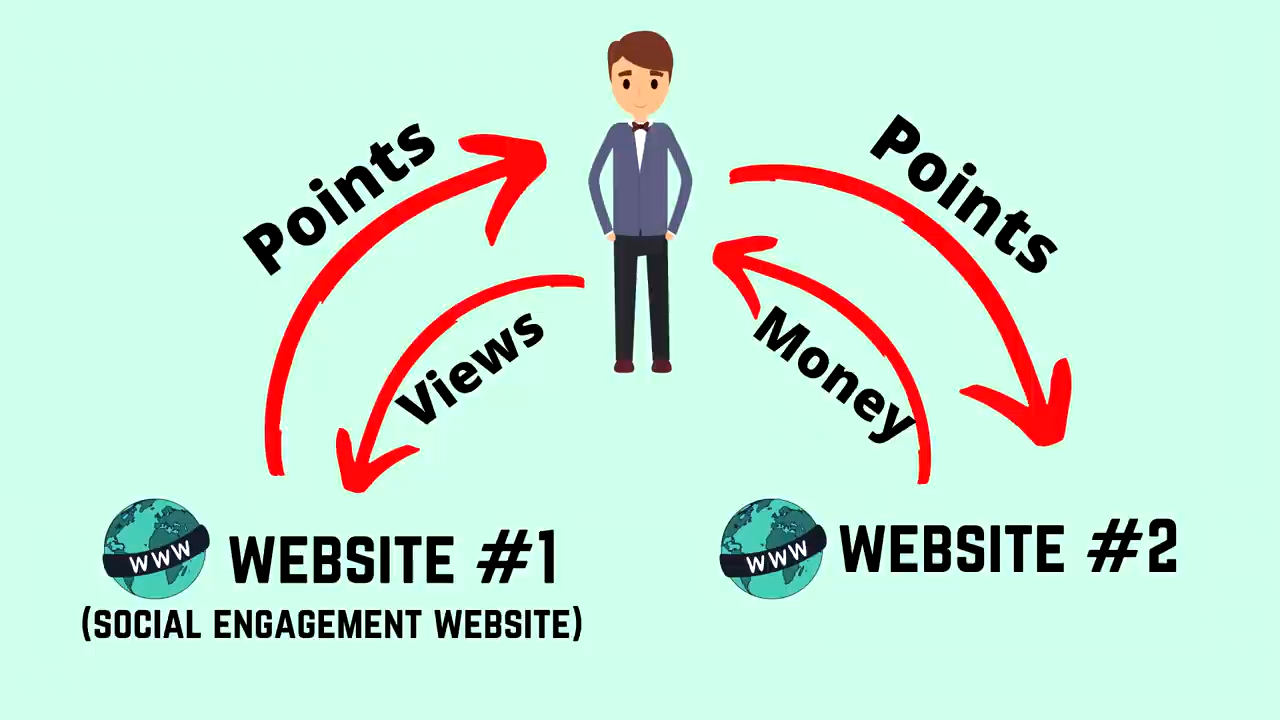 Points
Points
Views
Money
WWW
WEBSITE #1
(SOCIAL ENGAGEMENT WEBSITE)
WWW
WEBSITE #2